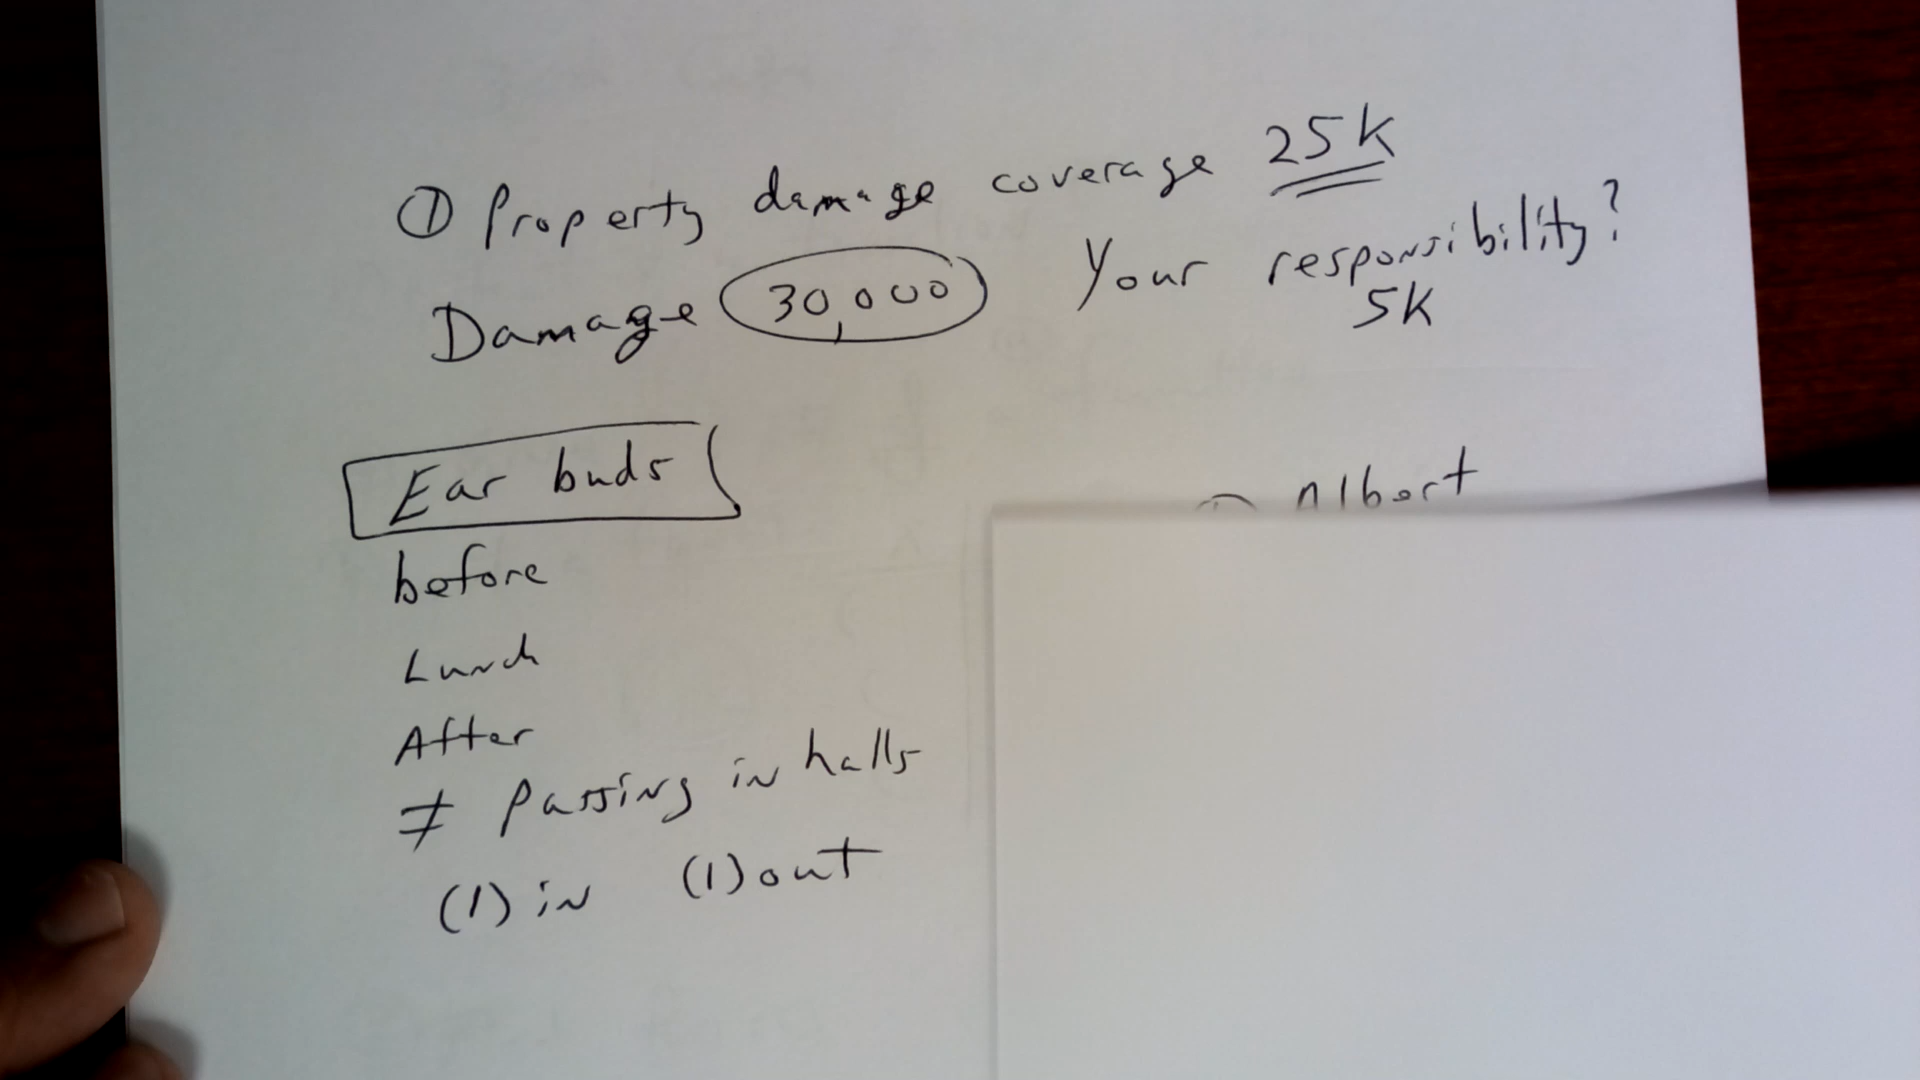 ① Property damage coverage 25K
Damage 30,000 Your responsibility?
5K
Ear buds
before
Lunch
After
≠ Passing in halls
(1) in (1) out
Albert